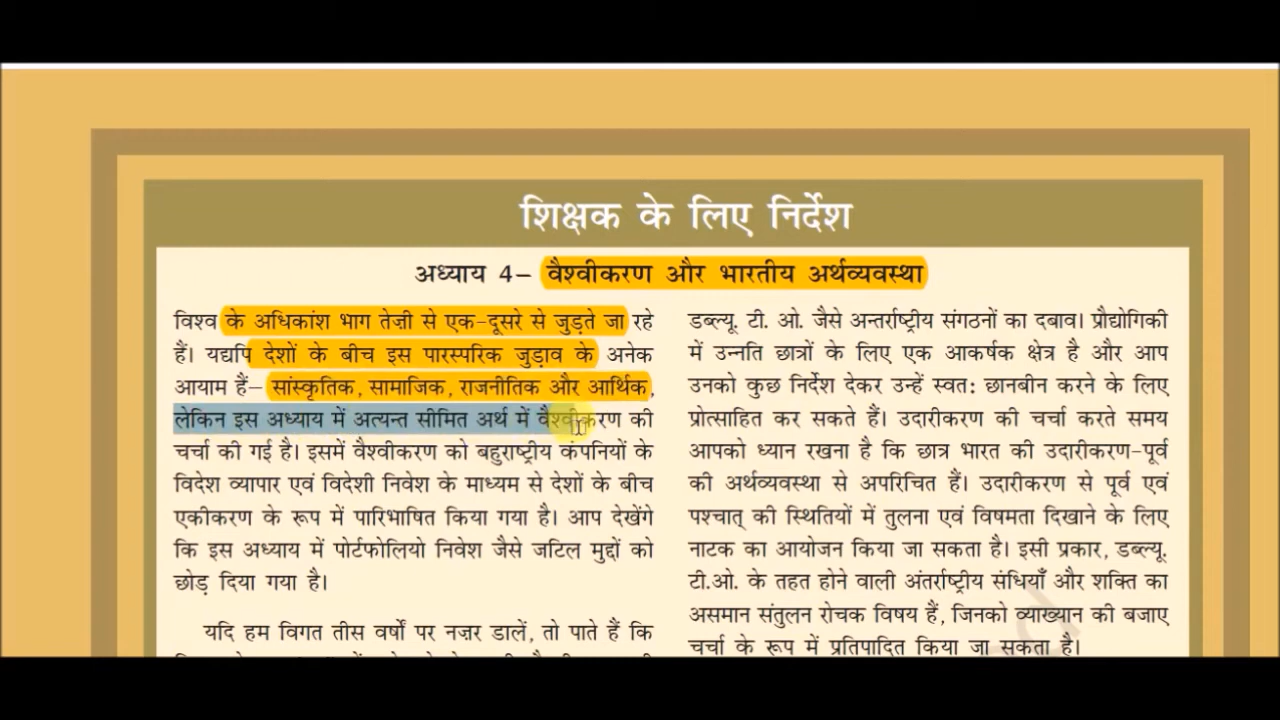 शिक्षक के लिए निर्देश
अध्याय 4– वैश्वीकरण और भारतीय अर्थव्यवस्था
विश्व के अधिकांश भाग तेज़ी से एक-दूसरे से जुड़ते जा रहे
हैं। यद्यपि देशों के बीच इस पारस्परिक जुड़ाव के अनेक
आयाम हैं– सांस्कृतिक, सामाजिक, राजनीतिक और आर्थिक,
लेकिन इस अध्याय में अत्यन्त सीमित अर्थ में वैश्वीकरण की
चर्चा की गई है। इसमें वैश्वीकरण को बहुराष्ट्रीय कंपनियों के
विदेश व्यापार एवं विदेशी निवेश के माध्यम से देशों के बीच
एकीकरण के रूप में पारिभाषित किया गया है। आप देखेंगे
कि इस अध्याय में पोर्टफोलियो निवेश जैसे जटिल मुद्दों को
छोड़ दिया गया है।
यदि हम विगत तीस वर्षों पर नज़र डालें, तो पाते हैं कि
डब्ल्यू. टी. ओ. जैसे अन्तर्राष्ट्रीय संगठनों का दबाव। प्रौद्योगिकी
में उन्नति छात्रों के लिए एक आकर्षक क्षेत्र है और आप
उनको कुछ निर्देश देकर उन्हें स्वत: छानबीन करने के लिए
प्रोत्साहित कर सकते हैं। उदारीकरण की चर्चा करते समय
आपको ध्यान रखना है कि छात्र भारत की उदारीकरण-पूर्व
की अर्थव्यवस्था से अपरिचित हैं। उदारीकरण से पूर्व एवं
पश्चात् की स्थितियों में तुलना एवं विषमता दिखाने के लिए
नाटक का आयोजन किया जा सकता है। इसी प्रकार, डब्ल्यू.
टी.ओ. के तहत होने वाली अंतर्राष्ट्रीय संधियाँ और शक्ति का
असमान संतुलन रोचक विषय हैं, जिनको व्याख्यान की बजाए
चर्चा के रूप में प्रतिपादित किया जा सकता है।